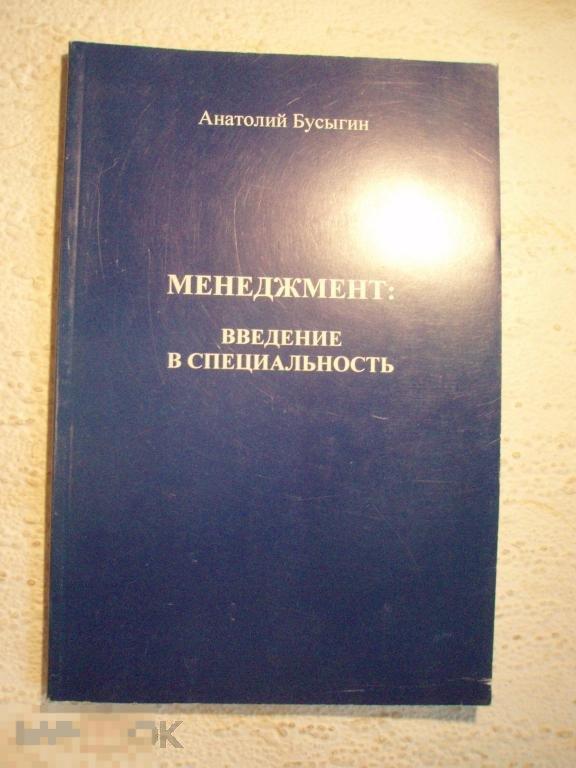 Анатолий Бусыгин
МЕНЕДЖМЕНТ:
ВВЕДЕНИЕ
В СПЕЦИАЛЬНОСТЬ